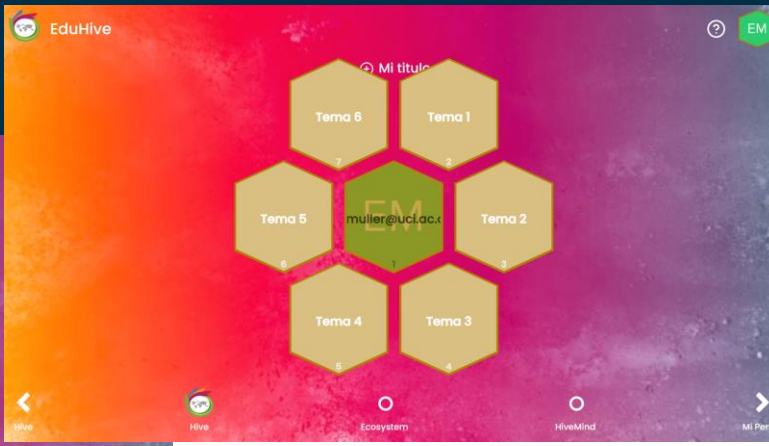 EduHive
EM
Mi titulo
Tema 6
Tema 1
7
2
Tema 5
EM
muller@uci.ac.c
Tema 2
6
1
3
Tema 4
Tema 3
5
4
Hive
Hive
Ecosystem
HiveMind
Mi Per